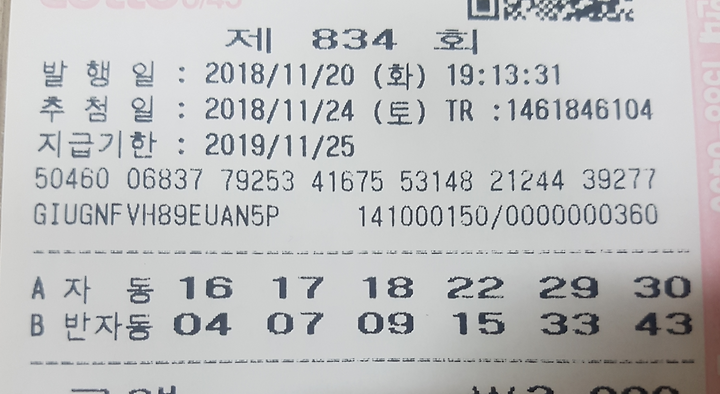 제 834 회
발 행 일 : 2018/11/20 (화) 19:13:31
추 첨 일 : 2018/11/24 (토) TR :1461846104
지급기한 : 2019/11/25
50460 06837 79253 41675 53148 21244 39277
GIUGNFVH89EUAN5P 141000150/0000000360
A 자 동 16 17 18 22 29 30
B 반자동 04 07 09 15 33 43